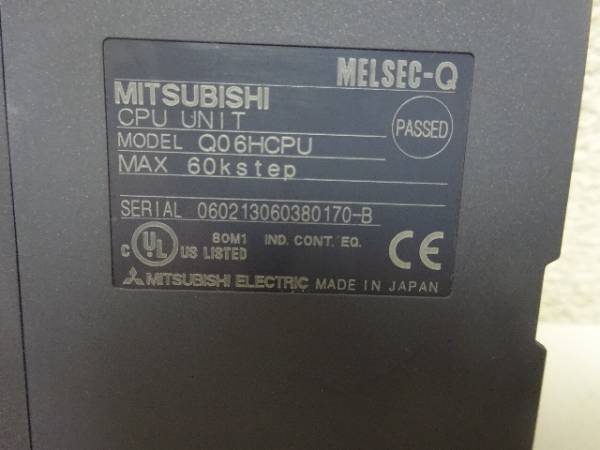 MELSEC-Q
MITSUBISHI
CPU UNIT
PASSED
MODEL Q06HCPU
MAX 60kstep
SERIAL 060213060380170-B
C UL US LISTED
80M1 IND. CONT. EQ.
CE
MITSUBISHI ELECTRIC MADE IN JAPAN